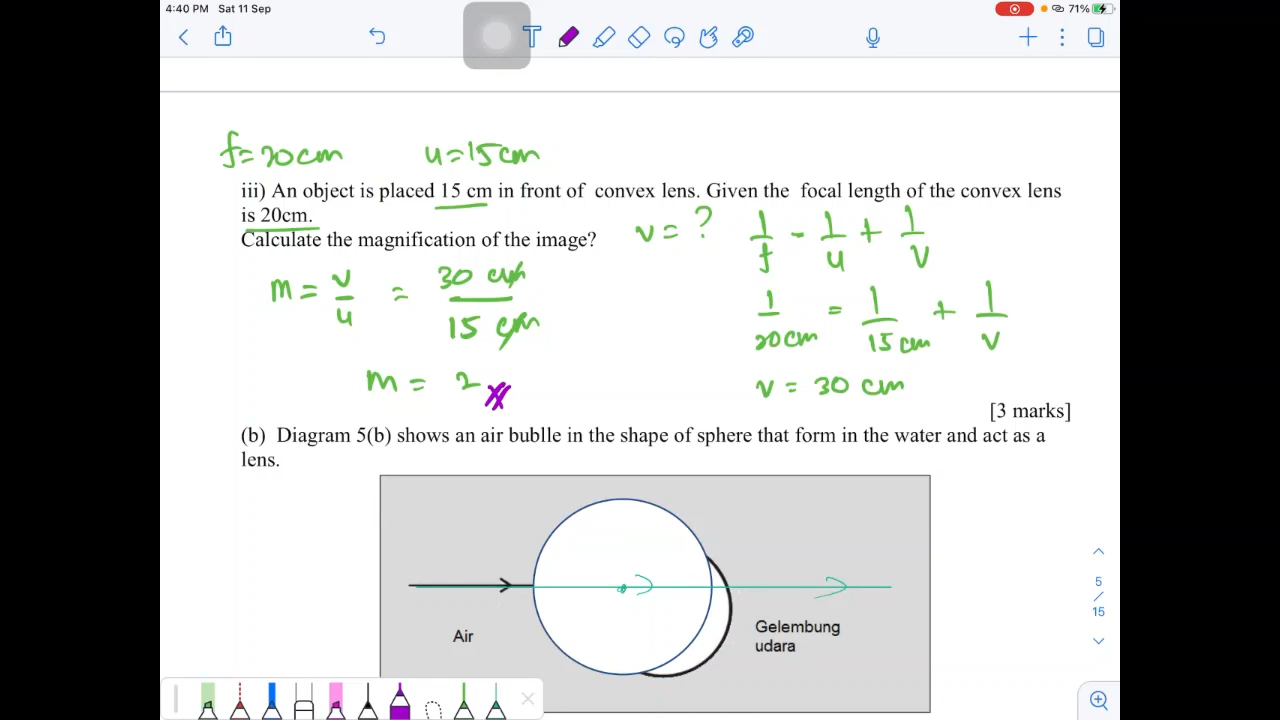 4:40 PM Sat 11 Sep 71%
T
f=20cm u=15cm
iii) An object is placed 15 cm in front of convex lens. Given the focal length of the convex lens
is 20cm.
Calculate the magnification of the image?
v = ? 1/f - 1/u + 1/v
m = v/u = 30 cm/15 cm
1/20cm = 1/15cm + 1/v
m = 2
v = 30 cm
[3 marks]
(b) Diagram 5(b) shows an air bublle in the shape of sphere that form in the water and act as a
lens.
Air
Gelembung
udara
5
/
15